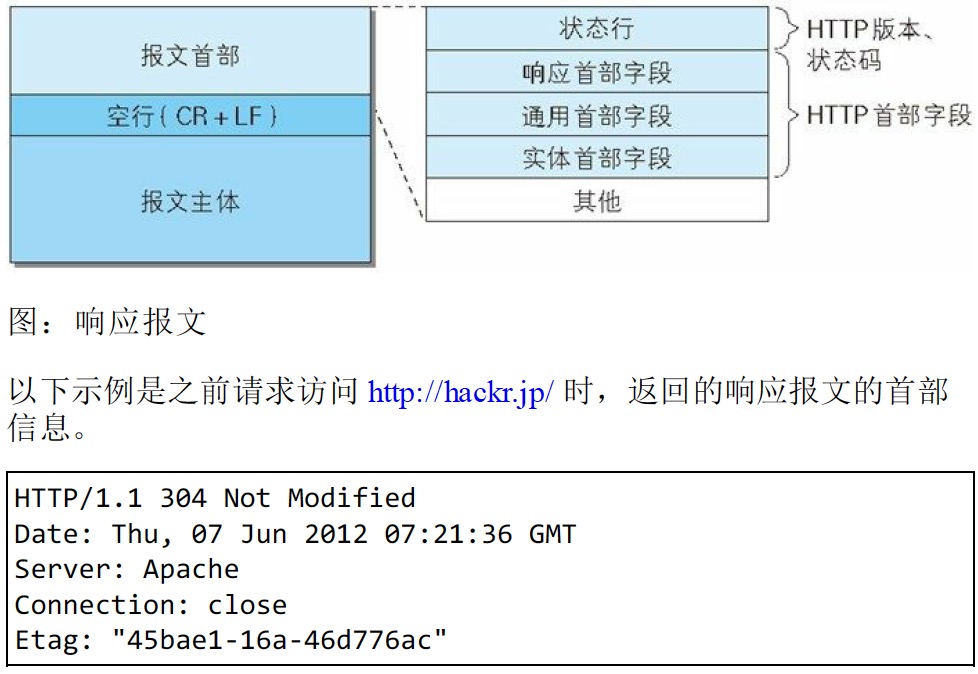 报文首部
空行(CR+LF)
报文主体
状态行
响应首部字段
通用首部字段
实体首部字段
其他
HTTP版本、
状态码
HTTP首部字段
图：响应报文
以下示例是之前请求访问 http://hackr.jp/ 时，返回的响应报文的首部
信息。
HTTP/1.1 304 Not Modified
Date: Thu, 07 Jun 2012 07:21:36 GMT
Server: Apache
Connection: close
Etag: "45bae1-16a-46d776ac"